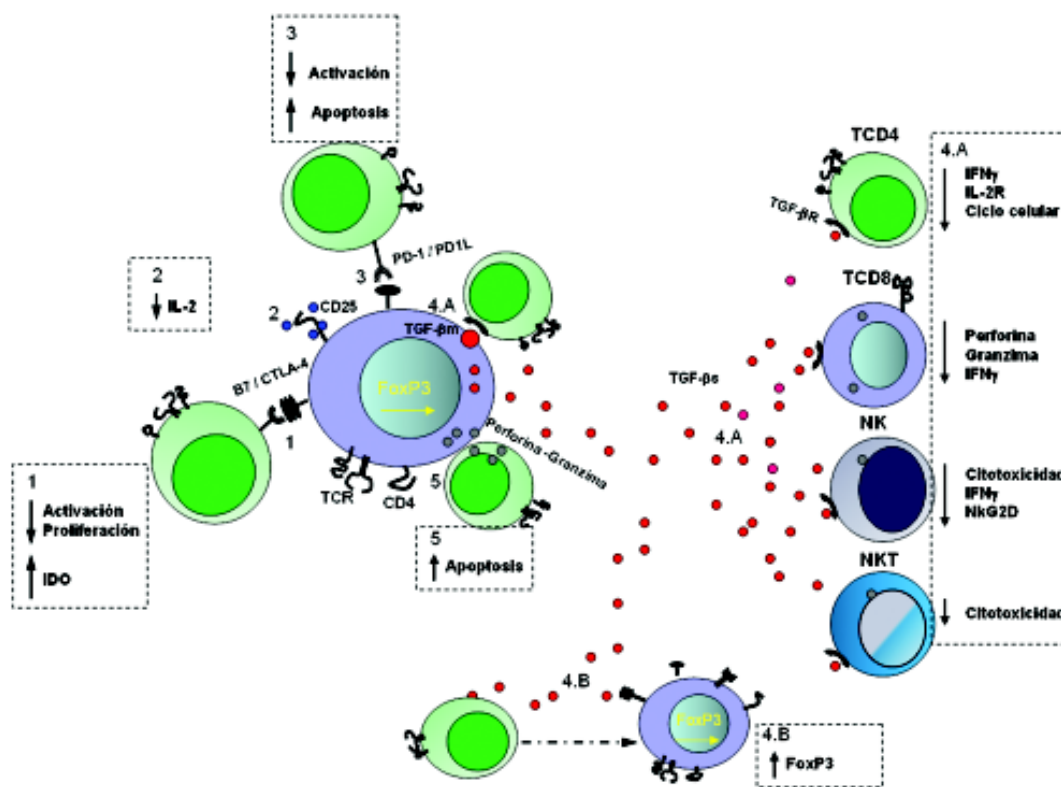 3
Activación
Apoptosis
TCD4
4.A
IFNγ
IL-2R
Ciclo celular
TGF-βR
PD-1 / PD1L
3
2
IL-2
2
CD25
4.A
TGF-βm
TCD8
Perforina
Granzima
IFNγ
B7 / CTLA-4
FoxP3
TGF-βs
4.A
1
Perforina -Granzima
NK
TCR
CD4
5
1
Activación
Proliferación
IDO
Citotoxicidad
IFNγ
NkG2D
5
Apoptosis
NKT
Citotoxicidad
4.B
FoxP3
4.B
FoxP3